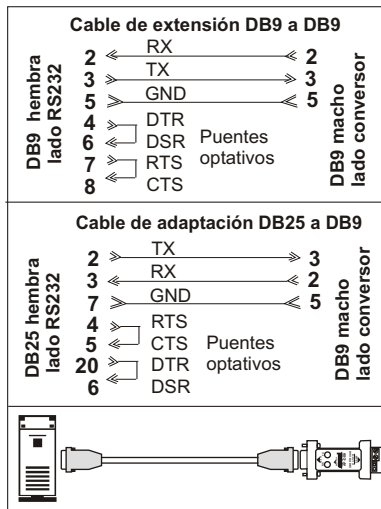 Cable de extensión DB9 a DB9
DB9 hembra
lado RS232
2 RX 2
3 TX 3
5 GND 5
4 DTR
6 DSR
7 RTS
8 CTS
Puentes
optativos
DB9 macho
lado conversor
Cable de adaptación DB25 a DB9
DB25 hembra
lado RS232
2 TX 3
3 RX 2
7 GND 5
4 RTS
5 CTS
20 DTR
6 DSR
Puentes
optativos
DB9 macho
lado conversor